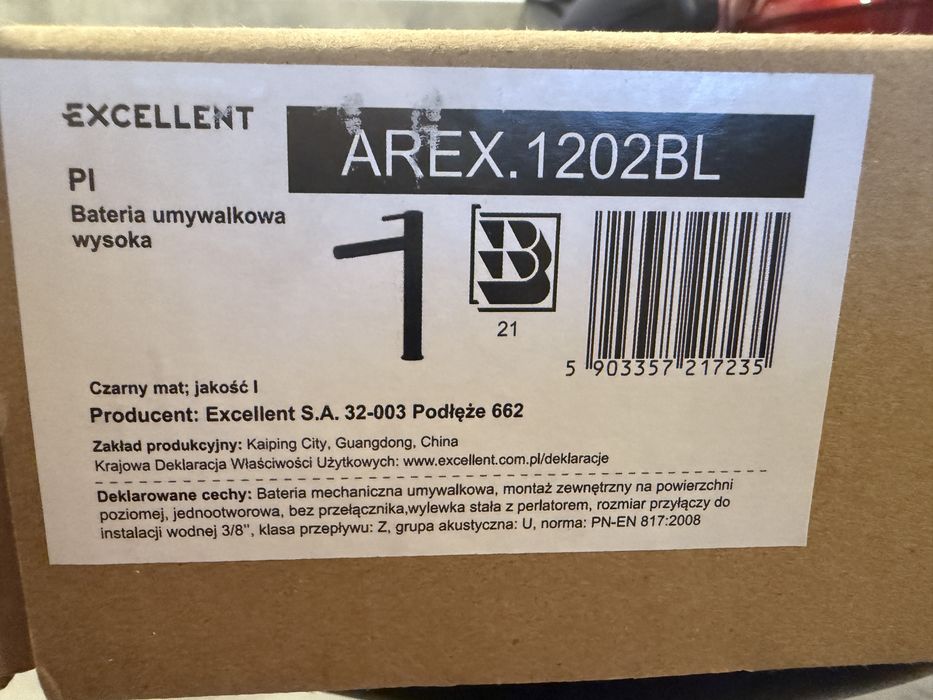 EXCELLENT
AREX.1202BL
PI
Bateria umywalkowa
wysoka
B
21
5 903357 217235
Czarny mat; jakość I
Producent: Excellent S.A. 32-003 Podłęże 662
Zakład produkcyjny: Kaiping City, Guangdong, China
Krajowa Deklaracja Właściwości Użytkowych: www.excellent.com.pl/deklaracje
Deklarowane cechy: Bateria mechaniczna umywalkowa, montaż zewnętrzny na powierzchni
poziomej, jednootworowa, bez przełącznika,wylewka stała z perlatorem, rozmiar przyłączy do
instalacji wodnej 3/8", klasa przepływu: Z, grupa akustyczna: U, norma: PN-EN 817:2008